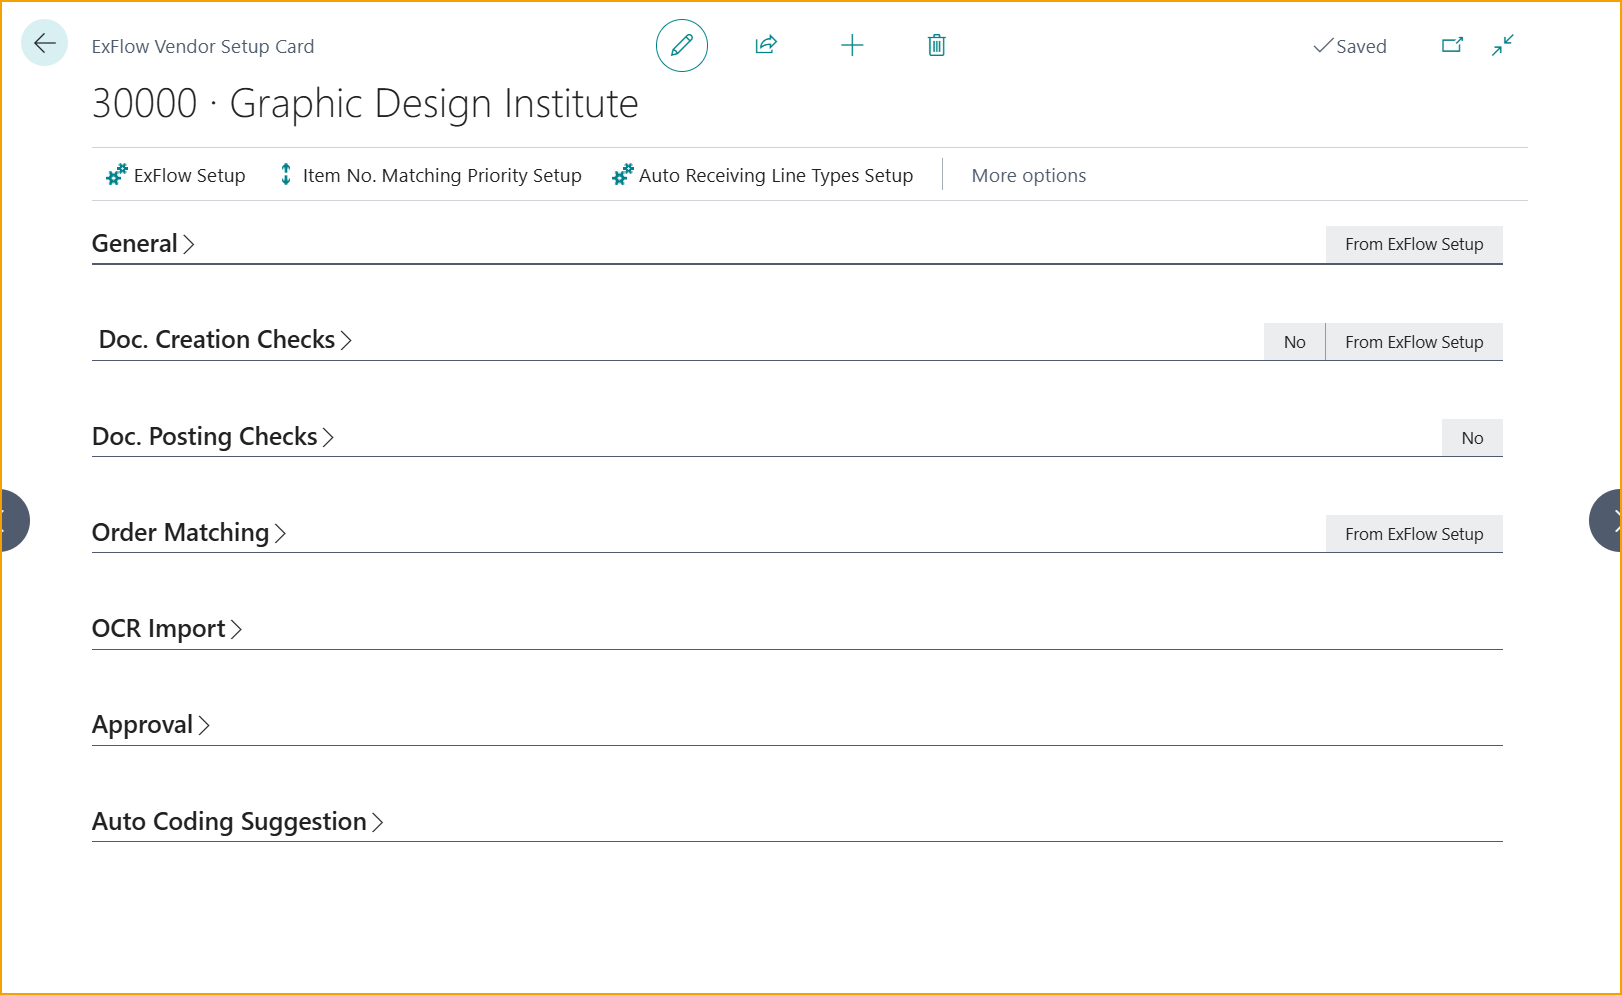 ExFlow Vendor Setup Card
Saved
30000 · Graphic Design Institute
ExFlow Setup
Item No. Matching Priority Setup
Auto Receiving Line Types Setup
More options
General
From ExFlow Setup
Doc. Creation Checks
No
From ExFlow Setup
Doc. Posting Checks
No
Order Matching
From ExFlow Setup
OCR Import
Approval
Auto Coding Suggestion